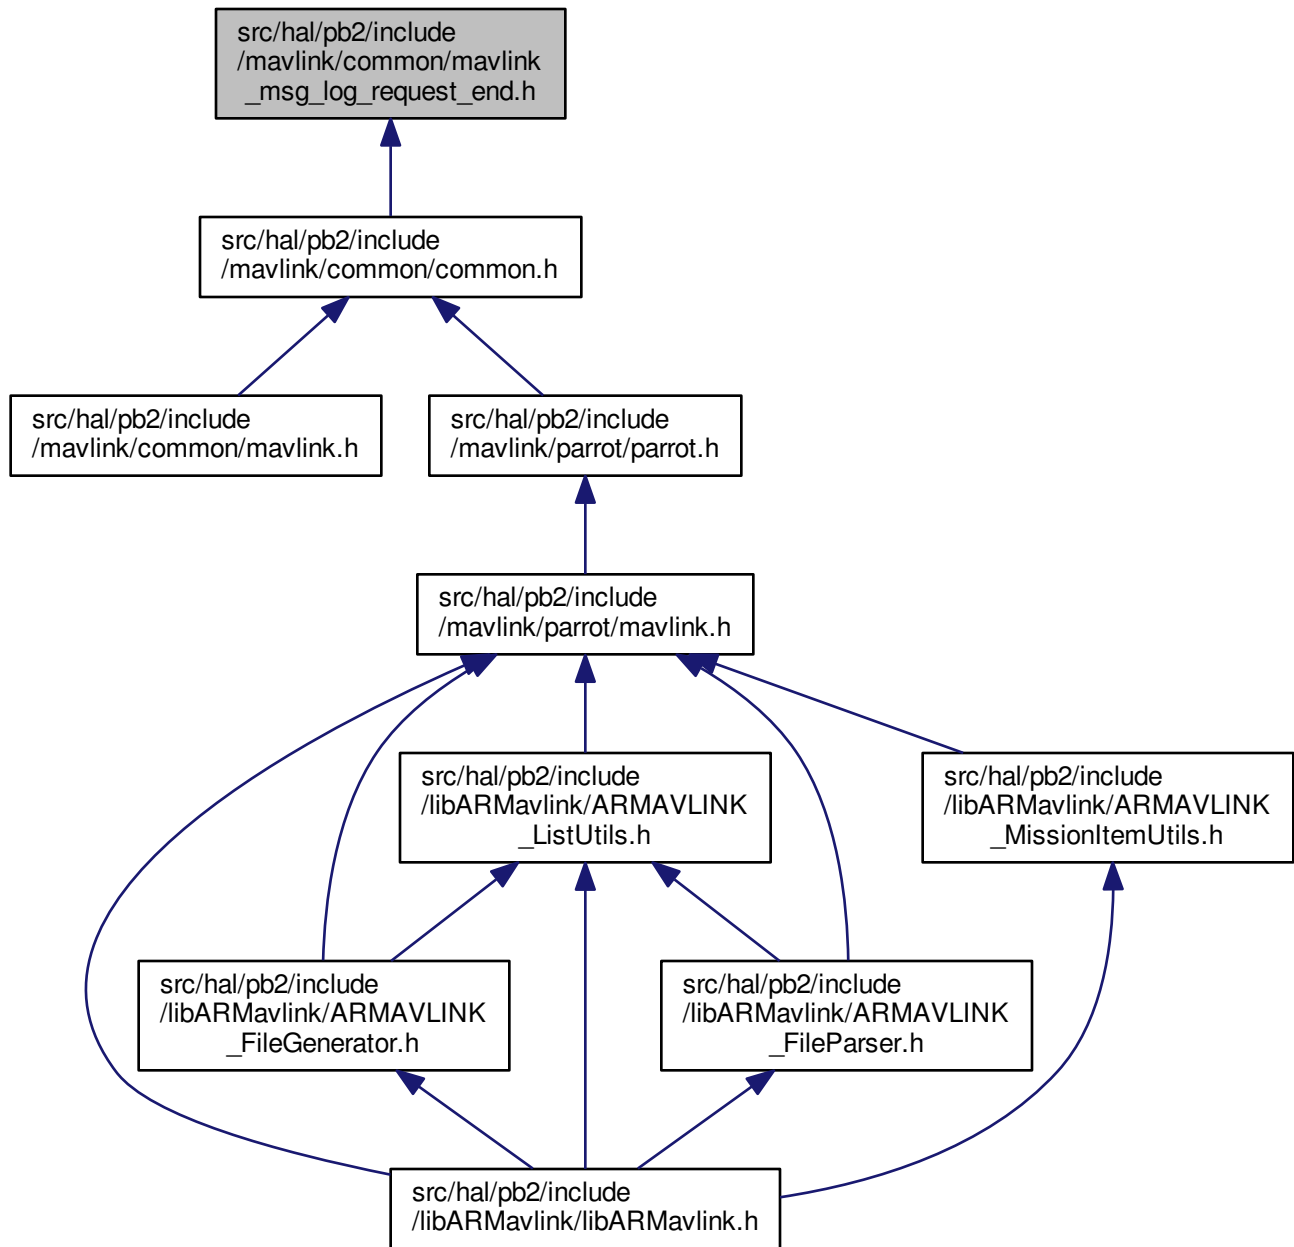 src/hal/pb2/include
/mavlink/common/mavlink
_msg_log_request_end.h
src/hal/pb2/include
/mavlink/common/common.h
src/hal/pb2/include
/mavlink/common/mavlink.h
src/hal/pb2/include
/mavlink/parrot/parrot.h
src/hal/pb2/include
/mavlink/parrot/mavlink.h
src/hal/pb2/include
/libARMavlink/ARMAVLINK
_ListUtils.h
src/hal/pb2/include
/libARMavlink/ARMAVLINK
_MissionItemUtils.h
src/hal/pb2/include
/libARMavlink/ARMAVLINK
_FileGenerator.h
src/hal/pb2/include
/libARMavlink/ARMAVLINK
_FileParser.h
src/hal/pb2/include
/libARMavlink/libARMavlink.h